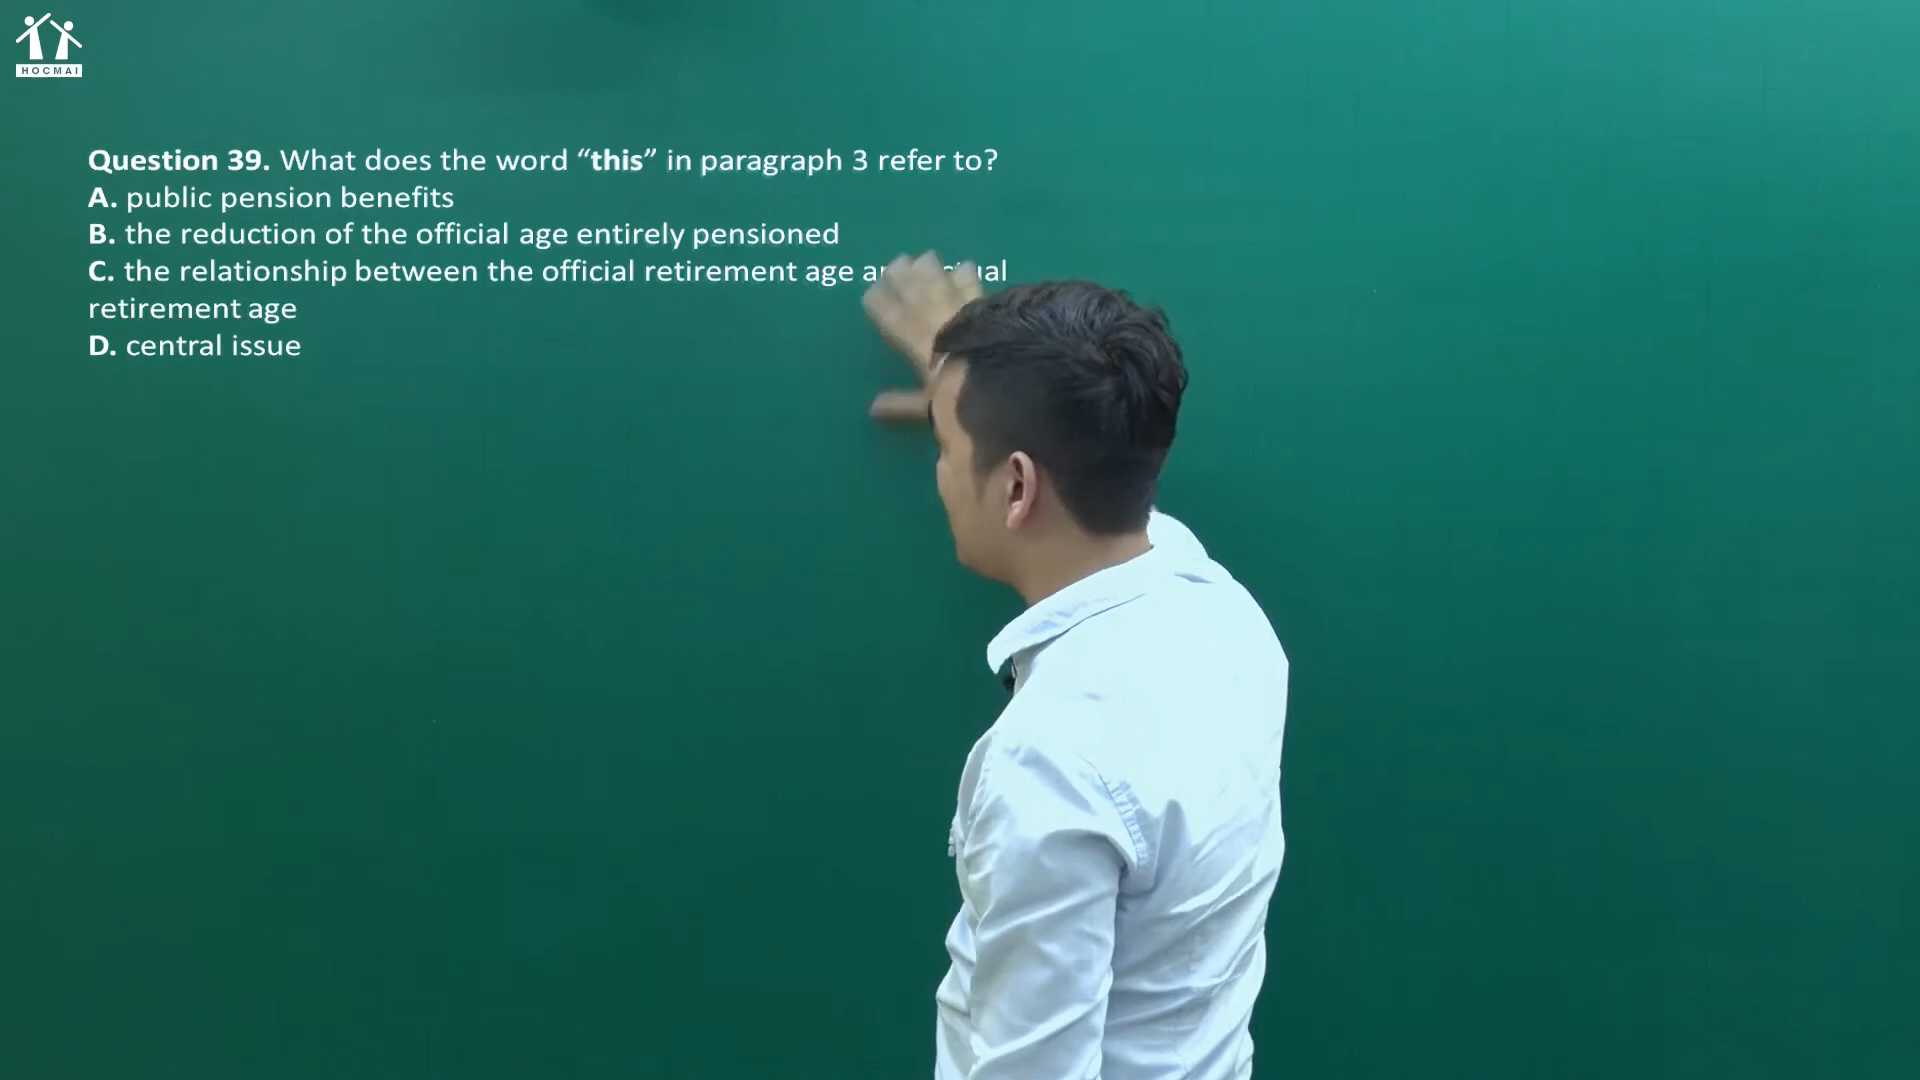 HOCMAI
Question 39. What does the word “this” in paragraph 3 refer to?
A. public pension benefits
B. the reduction of the official age entirely pensioned
C. the relationship between the official retirement age
retirement age
D. central issue